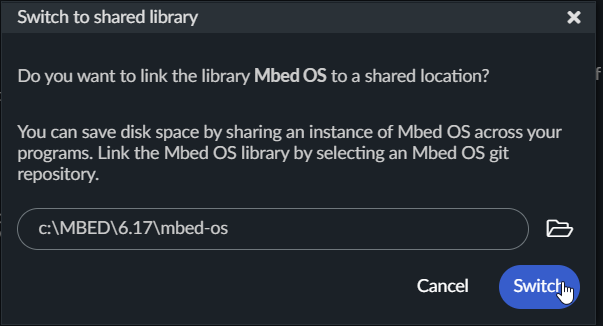 Switch to shared library
Do you want to link the library Mbed OS to a shared location?
You can save disk space by sharing an instance of Mbed OS across your
programs. Link the Mbed OS library by selecting an Mbed OS git
repository.
c:\MBED\6.17\mbed-os
Cancel
Switch